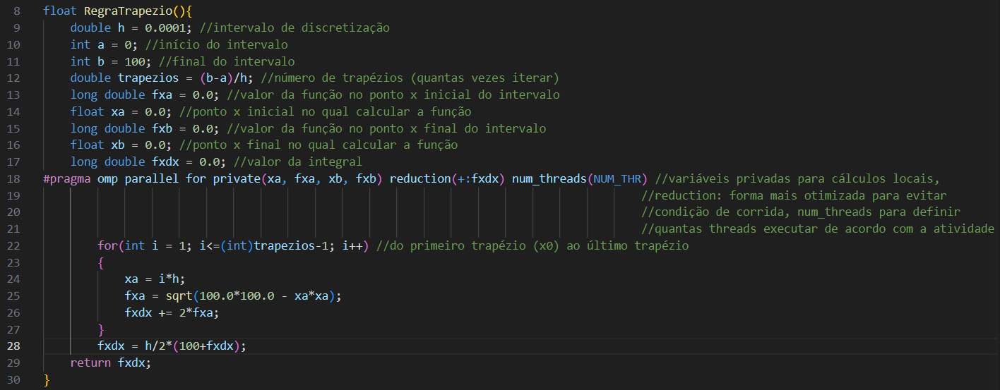 8 float RegraTrapezio(){
9 double h = 0.0001; //intervalo de discretização
10 int a = 0; //início do intervalo
11 int b = 100; //final do intervalo
12 double trapezios = (b-a)/h; //número de trapézios (quantas vezes iterar)
13 long double fxa = 0.0; //valor da função no ponto x inicial do intervalo
14 float xa = 0.0; //ponto x inicial no qual calcular a função
15 long double fxb = 0.0; //valor da função no ponto x final do intervalo
16 float xb = 0.0; //ponto x final no qual calcular a função
17 long double fxdx = 0.0; //valor da integral
18 #pragma omp parallel for private(xa, fxa, xb, fxb) reduction(+:fxdx) num_threads(NUM_THR) //variáveis privadas para cálculos locais,
19 //reduction: forma mais otimizada para evitar
20 //condição de corrida, num_threads para definir
21 //quantas threads executar de acordo com a atividade
22 for(int i = 1; i<=(int)trapezios-1; i++) //do primeiro trapézio (x0) ao último trapézio
23 {
24 xa = i*h;
25 fxa = sqrt(100.0*100.0 - xa*xa);
26 fxdx += 2*fxa;
27 }
28 fxdx = h/2*(100+fxdx);
29 return fxdx;
30 }